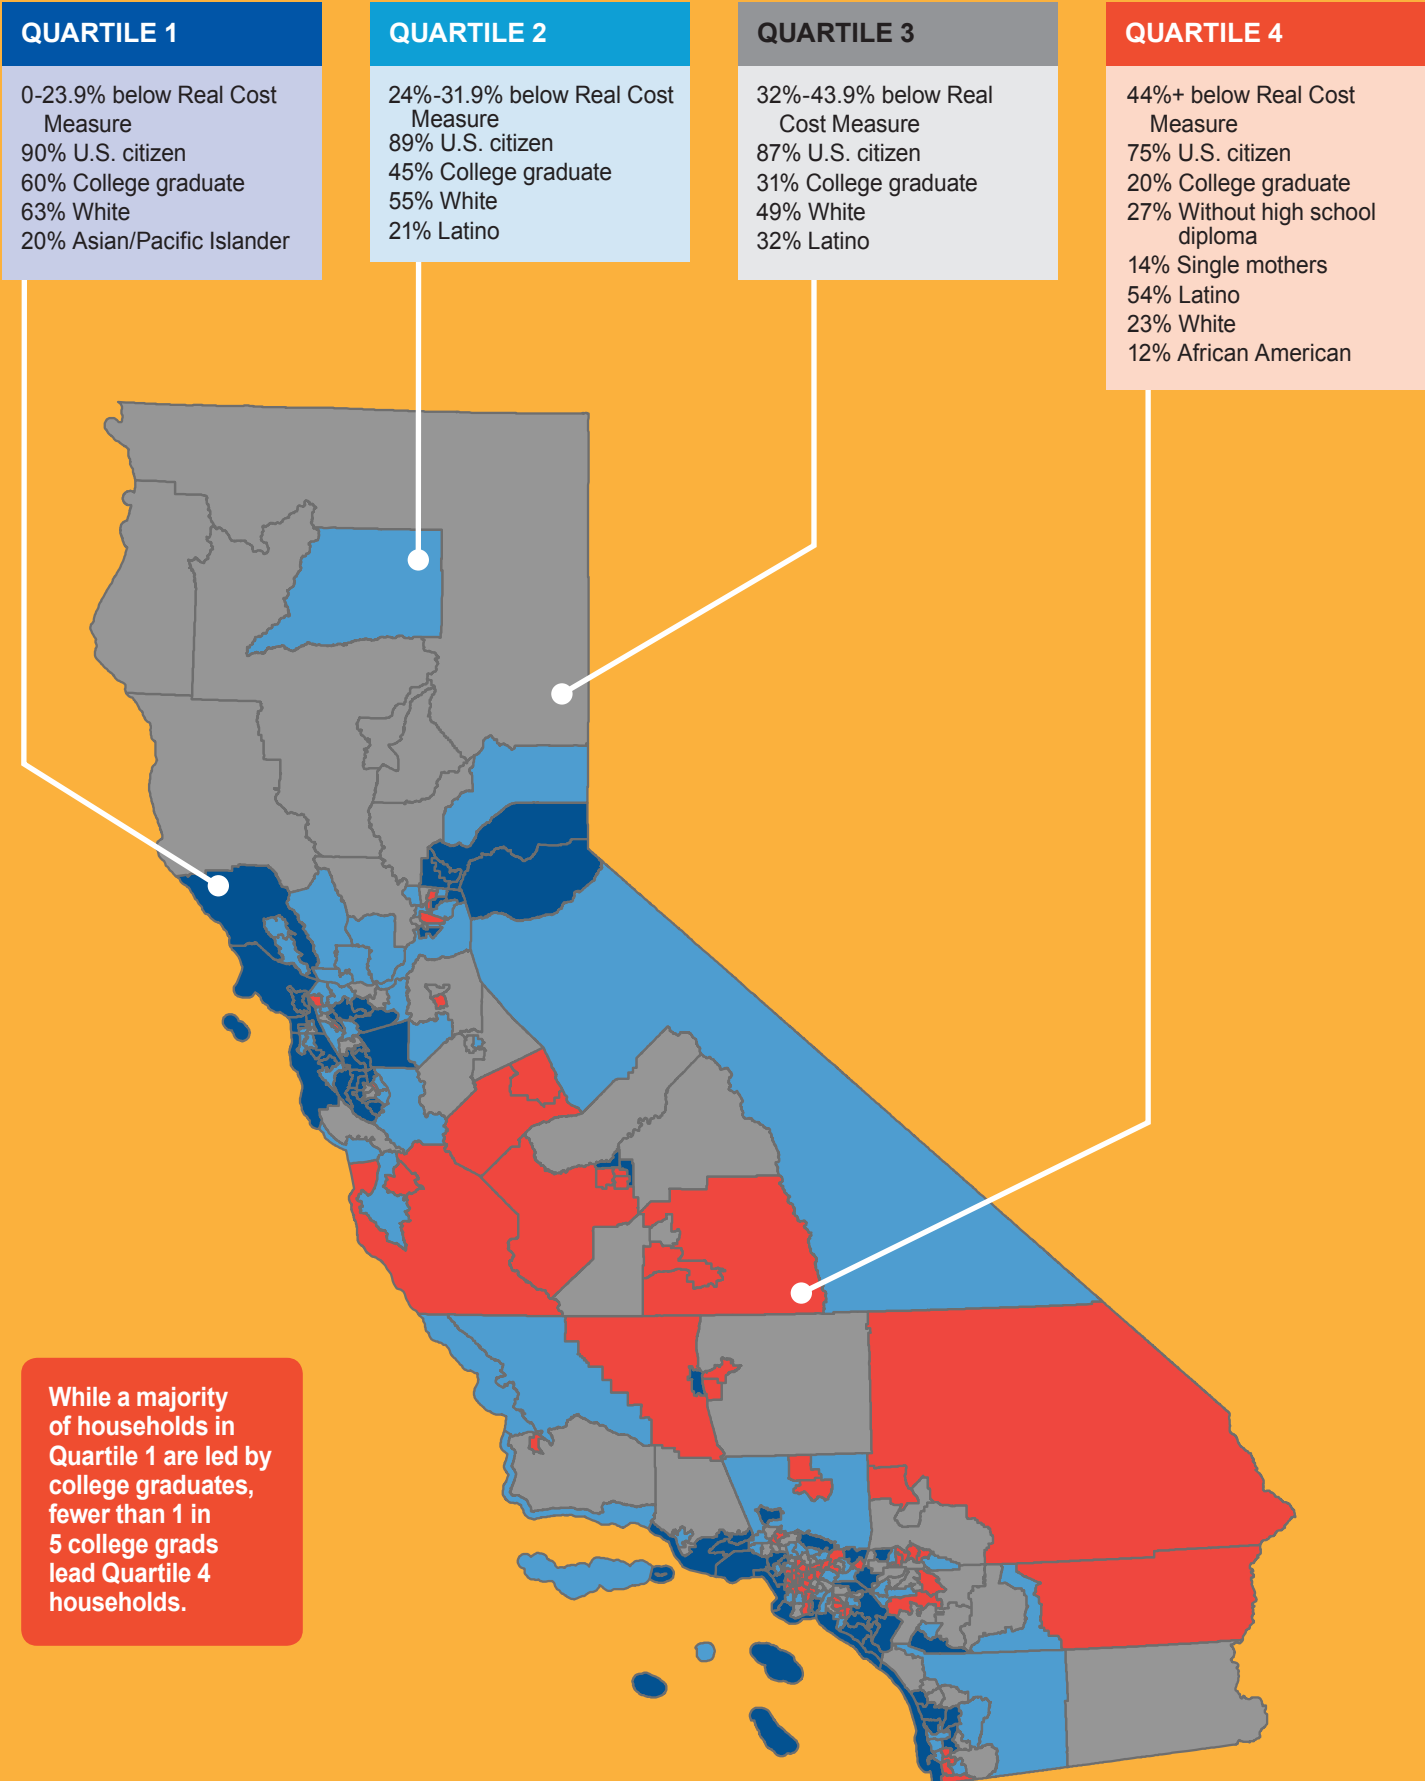 QUARTILE 1
0-23.9% below Real Cost
Measure
90% U.S. citizen
60% College graduate
63% White
20% Asian/Pacific Islander
QUARTILE 2
24%-31.9% below Real Cost
Measure
89% U.S. citizen
45% College graduate
55% White
21% Latino
QUARTILE 3
32%-43.9% below Real
Cost Measure
87% U.S. citizen
31% College graduate
49% White
32% Latino
QUARTILE 4
44%+ below Real Cost
Measure
75% U.S. citizen
20% College graduate
27% Without high school
diploma
14% Single mothers
54% Latino
23% White
12% African American
While a majority
of households in
Quartile 1 are led by
college graduates,
fewer than 1 in
5 college grads
lead Quartile 4
households.